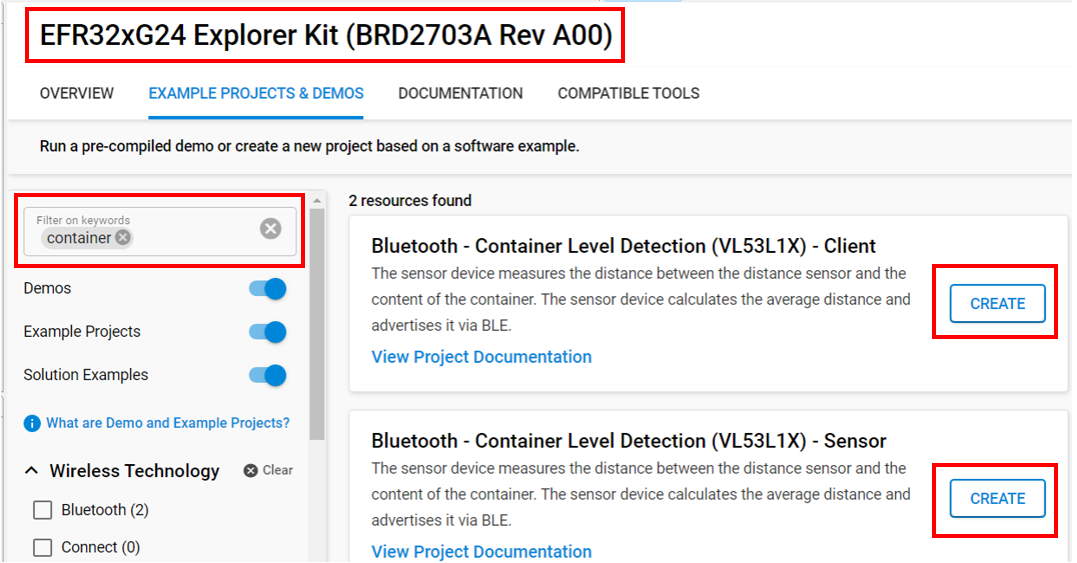 EFR32xG24 Explorer Kit (BRD2703A Rev A00)
OVERVIEW
EXAMPLE PROJECTS & DEMOS
DOCUMENTATION
COMPATIBLE TOOLS
Run a pre-compiled demo or create a new project based on a software example.
Filter on keywords
container
Demos
Example Projects
Solution Examples
What are Demo and Example Projects?
Wireless Technology
Clear
Bluetooth (2)
Connect (0)
2 resources found
Bluetooth - Container Level Detection (VL53L1X) - Client
The sensor device measures the distance between the distance sensor and the
content of the container. The sensor device calculates the average distance and
advertises it via BLE.
View Project Documentation
CREATE
Bluetooth - Container Level Detection (VL53L1X) - Sensor
The sensor device measures the distance between the distance sensor and the
content of the container. The sensor device calculates the average distance and
advertises it via BLE.
View Project Documentation
CREATE